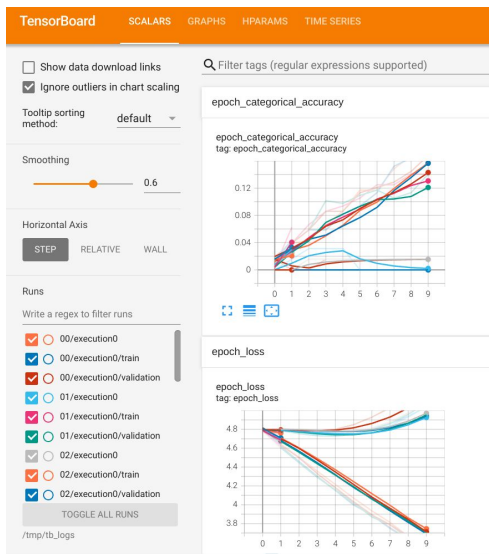 TensorBoard SCALARS GRAPHS HPARAMS TIME SERIES
Show data download links
Ignore outliers in chart scaling
Tooltip sorting
method: default
Smoothing
0.6
Horizontal Axis
STEP RELATIVE WALL
Runs
Write a regex to filter runs
00/execution0
00/execution0/train
00/execution0/validation
01/execution0
01/execution0/train
01/execution0/validation
02/execution0
02/execution0/train
02/execution0/validation
TOGGLE ALL RUNS
/tmp/tb_logs
Filter tags (regular expressions supported)
epoch_categorical_accuracy
epoch_categorical_accuracy
tag: epoch_categorical_accuracy
0.12
0.08
0.04
0
0 1 2 3 4 5 6 7 8 9
epoch_loss
epoch_loss
tag: epoch_loss
4.8
4.6
4.4
4.2
4
3.8
0 1 2 3 4 5 6 7 8 9